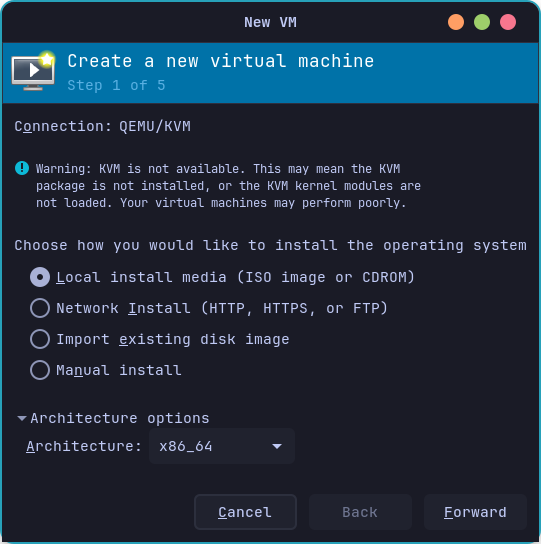 New VM
Create a new virtual machine
Step 1 of 5
Connection: QEMU/KVM
Warning: KVM is not available. This may mean the KVM
package is not installed, or the KVM kernel modules are
not loaded. Your virtual machines may perform poorly.
Choose how you would like to install the operating system
Local install media (ISO image or CDROM)
Network Install (HTTP, HTTPS, or FTP)
Import existing disk image
Manual install
Architecture options
Architecture: x86_64
Cancel Back Forward